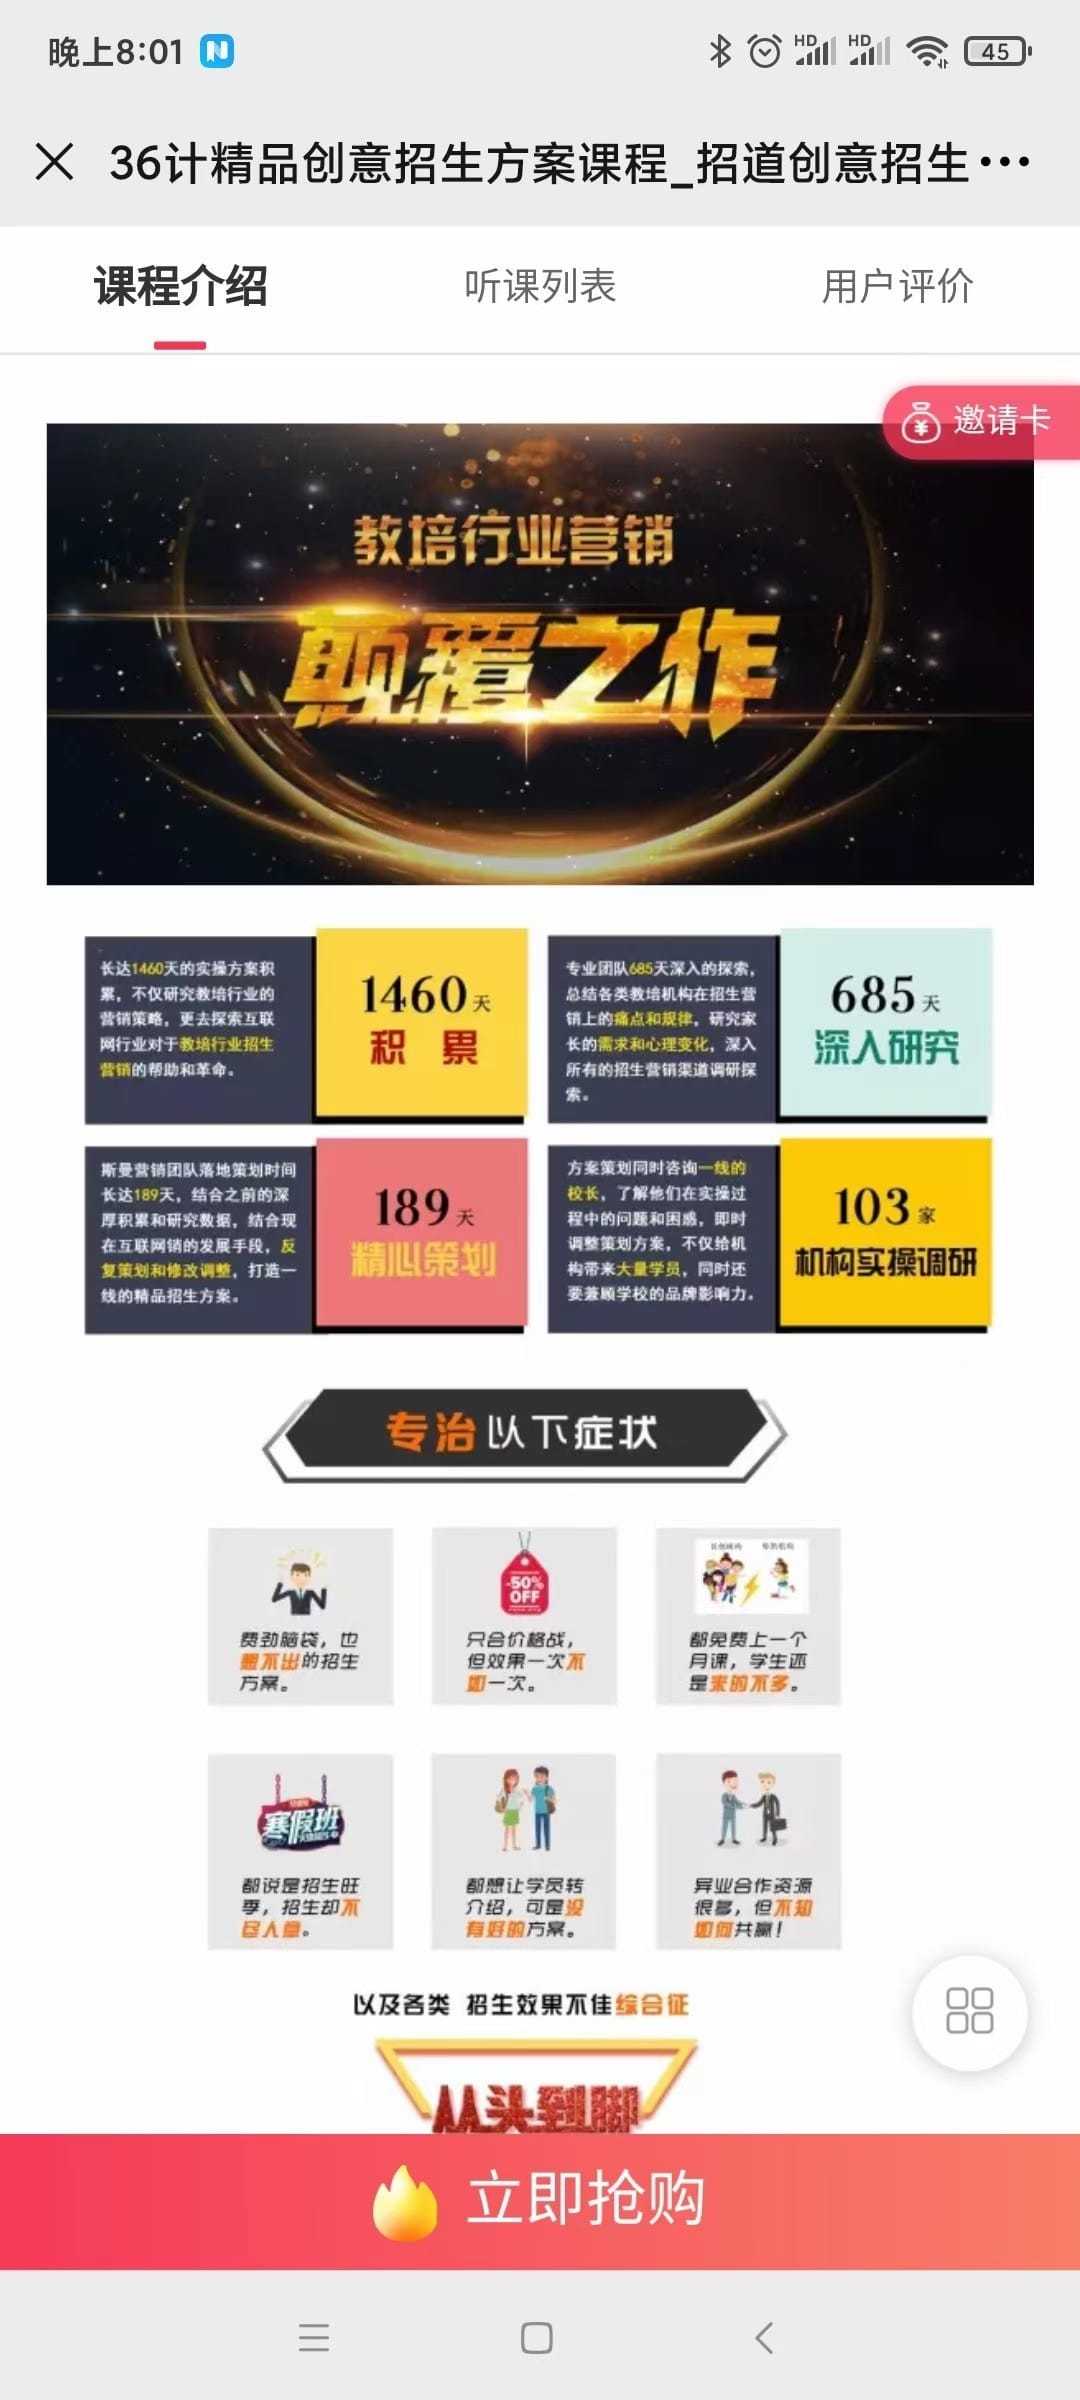 晚上8:01
HD
HD
45
36计精品创意招生方案课程_招道创意招生
课程介绍
听课列表
用户评价
邀请卡
教培行业营销
颠覆之作
长达1460天的实操方案积
累，不仅研究教培行业的
营销策略，更去探索互联
网行业对于教培行业招生
营销的帮助和革命。
1460天
积 累
专业团队685天深入的探索，
总结各类教培机构在招生营
销上的痛点和规律，研究家
长的需求和心理变化，深入
所有的招生营销渠道调研探
索。
685天
深入研究
斯曼营销团队落地策划时间
长达189天，结合之前的深
厚积累和研究数据，结合现
在互联网销的发展手段，反
复策划和修改调整，打造一
线的精品招生方案。
189天
精心策划
方案策划同时咨询一线的
校长，了解他们在实操过
程中的问题和困惑，即时
调整策划方案，不仅给机
构带来大量学员，同时还
要兼顾学校的品牌影响力。
103家
机构实操调研
专治以下症状
费劲脑袋，也
想不出的招生
方案。
-50%
OFF
只会价格战，
但效果一次不
如一次。
都免费上一个
月课，学生还
是来的不多。
寒假班
都说是招生旺
季，招生却不
尽人意。
都想让学员转
介绍，可是没
有好的方案。
异业合作资源
很多，但不知
如何共赢！
以及各类 招生效果不佳综合征
从头到脚
立即抢购